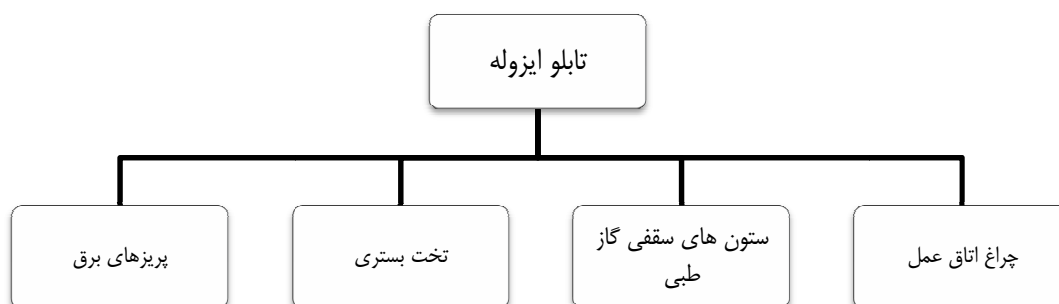 تابلو ایزوله
چراغ اتاق عمل
ستون های سقفی گاز
طبی
تخت بستری
پریزهای برق